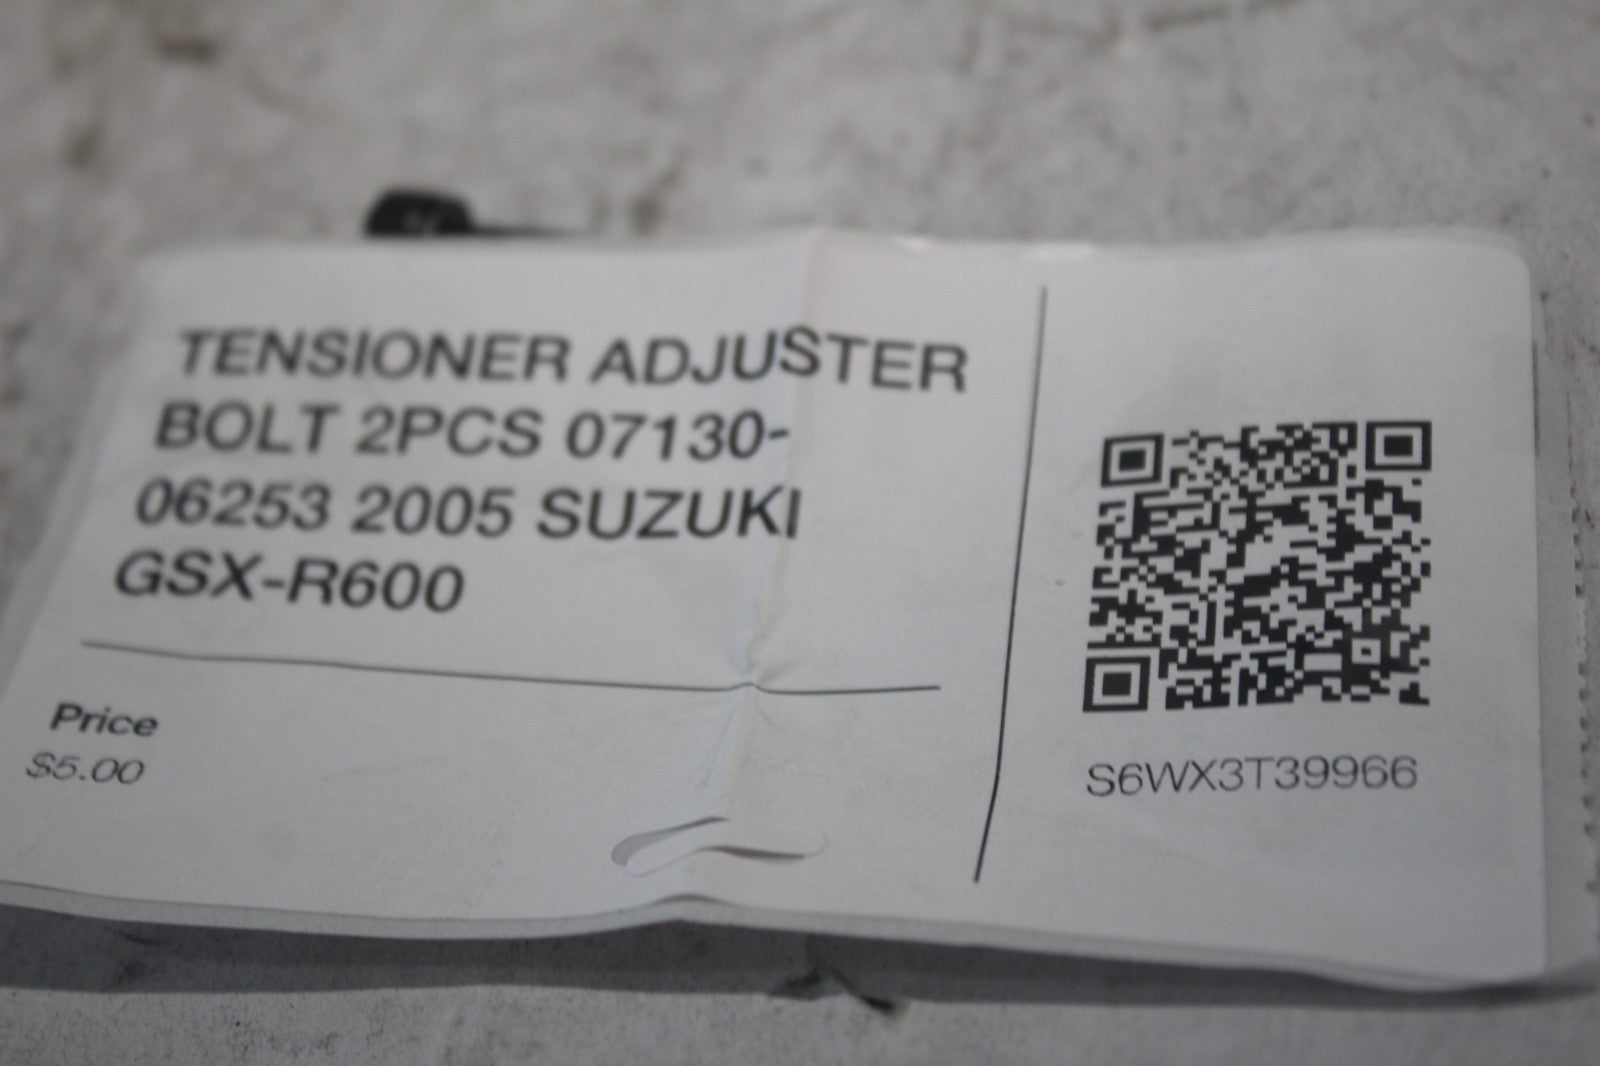 TENSIONER ADJUSTER
BOLT 2PCS 07130-
06253 2005 SUZUKI
GSX-R600
Price
$5.00
S6WX3T39966